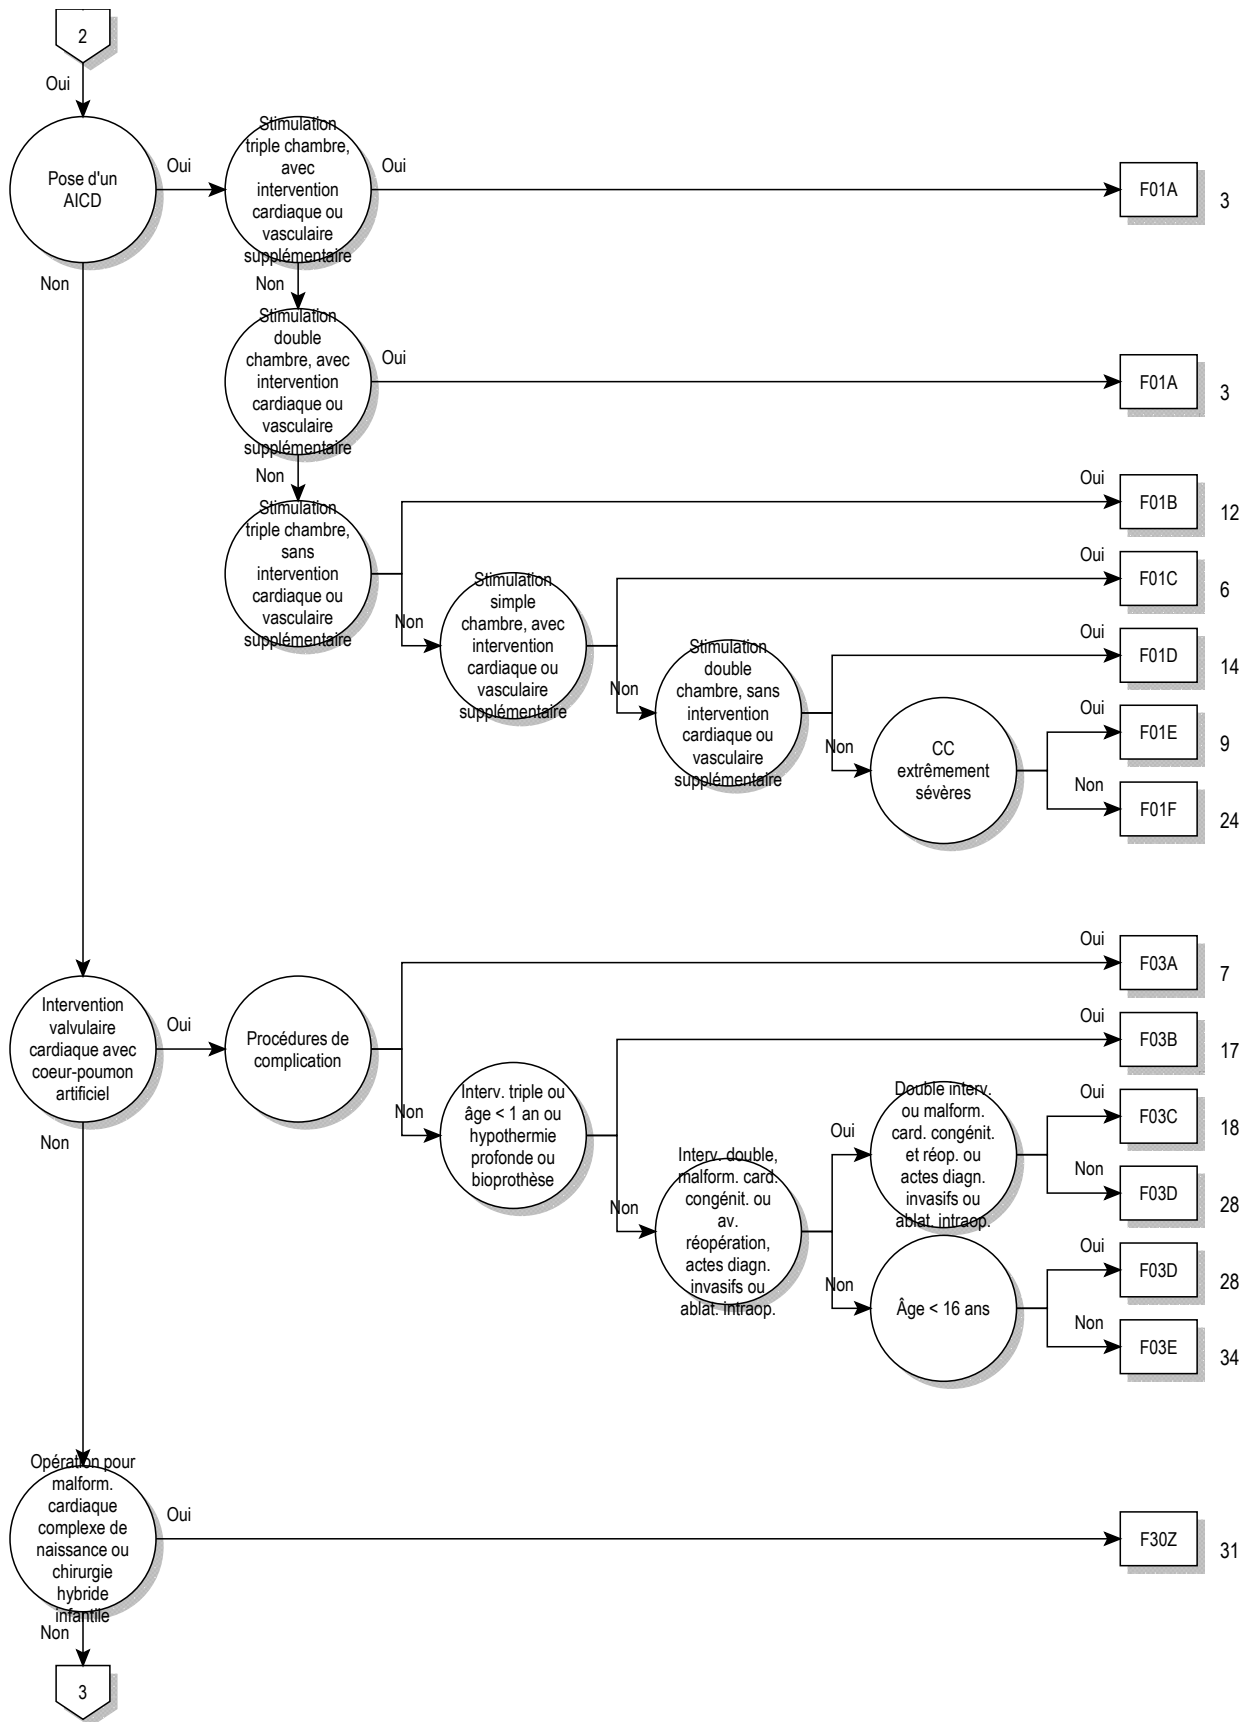 2
Oui
Pose d'un
AICD
Oui
Stimulation
triple chambre,
avec
intervention
cardiaque ou
vasculaire
supplémentaire
Oui
F01A
3
Non
Non
Stimulation
double
chambre, avec
intervention
cardiaque ou
vasculaire
supplémentaire
Oui
F01A
3
Non
Stimulation
triple chambre,
sans
intervention
cardiaque ou
vasculaire
supplémentaire
Oui
F01B
12
Non
Stimulation
simple
chambre, avec
intervention
cardiaque ou
vasculaire
supplémentaire
Oui
F01C
6
Non
Stimulation
double
chambre, sans
intervention
cardiaque ou
vasculaire
supplémentaire
Oui
F01D
14
Non
CC
extrêmement
sévères
Oui
F01E
9
Non
F01F
24
Intervention
valvulaire
cardiaque avec
coeur-poumon
artificiel
Oui
Procédures de
complication
Oui
F03A
7
Non
Interv. triple ou
âge < 1 an ou
hypothermie
profonde ou
bioprothèse
Oui
F03B
17
Non
Interv. double,
malform. card.
congénit. ou
av.
réopération,
actes diagn.
invasifs ou
ablat. intraop.
Oui
Double interv.
ou malform.
card. congénit.
et réop. ou
actes diagn.
invasifs ou
ablat. intraop.
Oui
F03C
18
Non
F03D
28
Non
Âge < 16 ans
Oui
F03D
28
Non
F03E
34
Non
Opération pour
malform.
cardiaque
complexe de
naissance ou
chirurgie
hybride
infantile
Oui
F30Z
31
Non
3